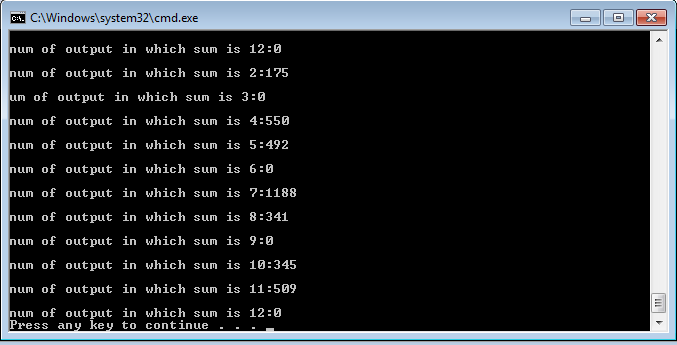 C:\Windows\system32\cmd.exe
num of output in which sum is 12:0
num of output in which sum is 2:175
um of output in which sum is 3:0
num of output in which sum is 4:550
num of output in which sum is 5:492
num of output in which sum is 6:0
num of output in which sum is 7:1188
num of output in which sum is 8:341
num of output in which sum is 9:0
num of output in which sum is 10:345
num of output in which sum is 11:509
num of output in which sum is 12:0
Press any key to continue . . .